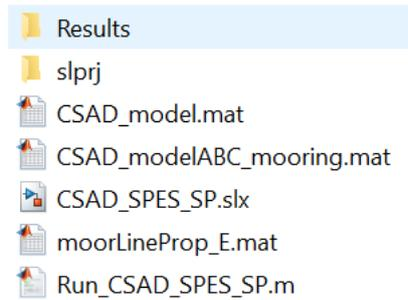 Results
slprj
CSAD_model.mat
CSAD_modelABC_mooring.mat
CSAD_SPES_SP.slx
moorLineProp_E.mat
Run_CSAD_SPES_SP.m